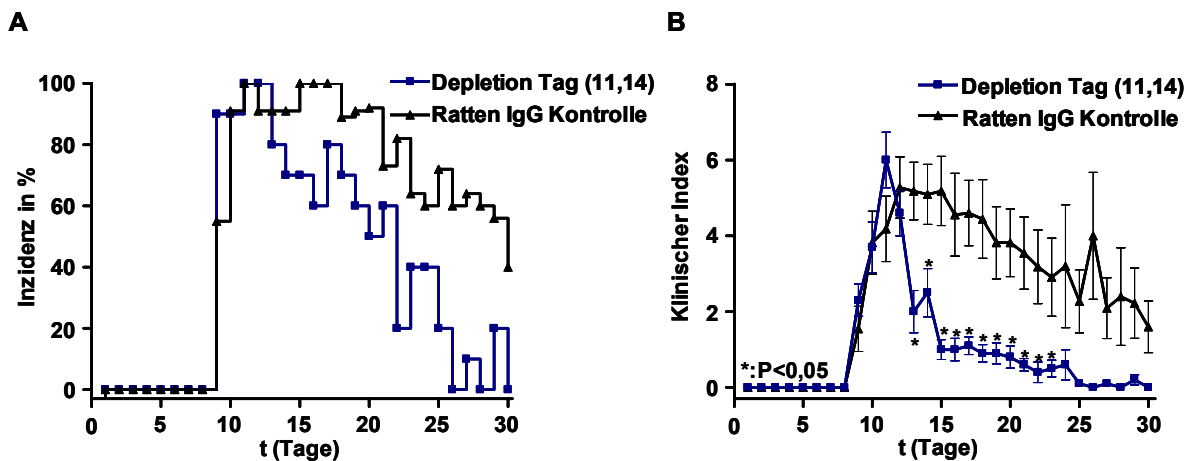 A
Inzidenz in %
100
80
60
40
20
0
0 5 10 15 20 25 30
t (Tage)
Depletion Tag (11,14)
Ratten IgG Kontrolle
B
Klinischer Index
8
6
4
2
0
0 5 10 15 20 25 30
t (Tage)
Depletion Tag (11,14)
Ratten IgG Kontrolle
* * * * * * * * * * *
*:P<0,05